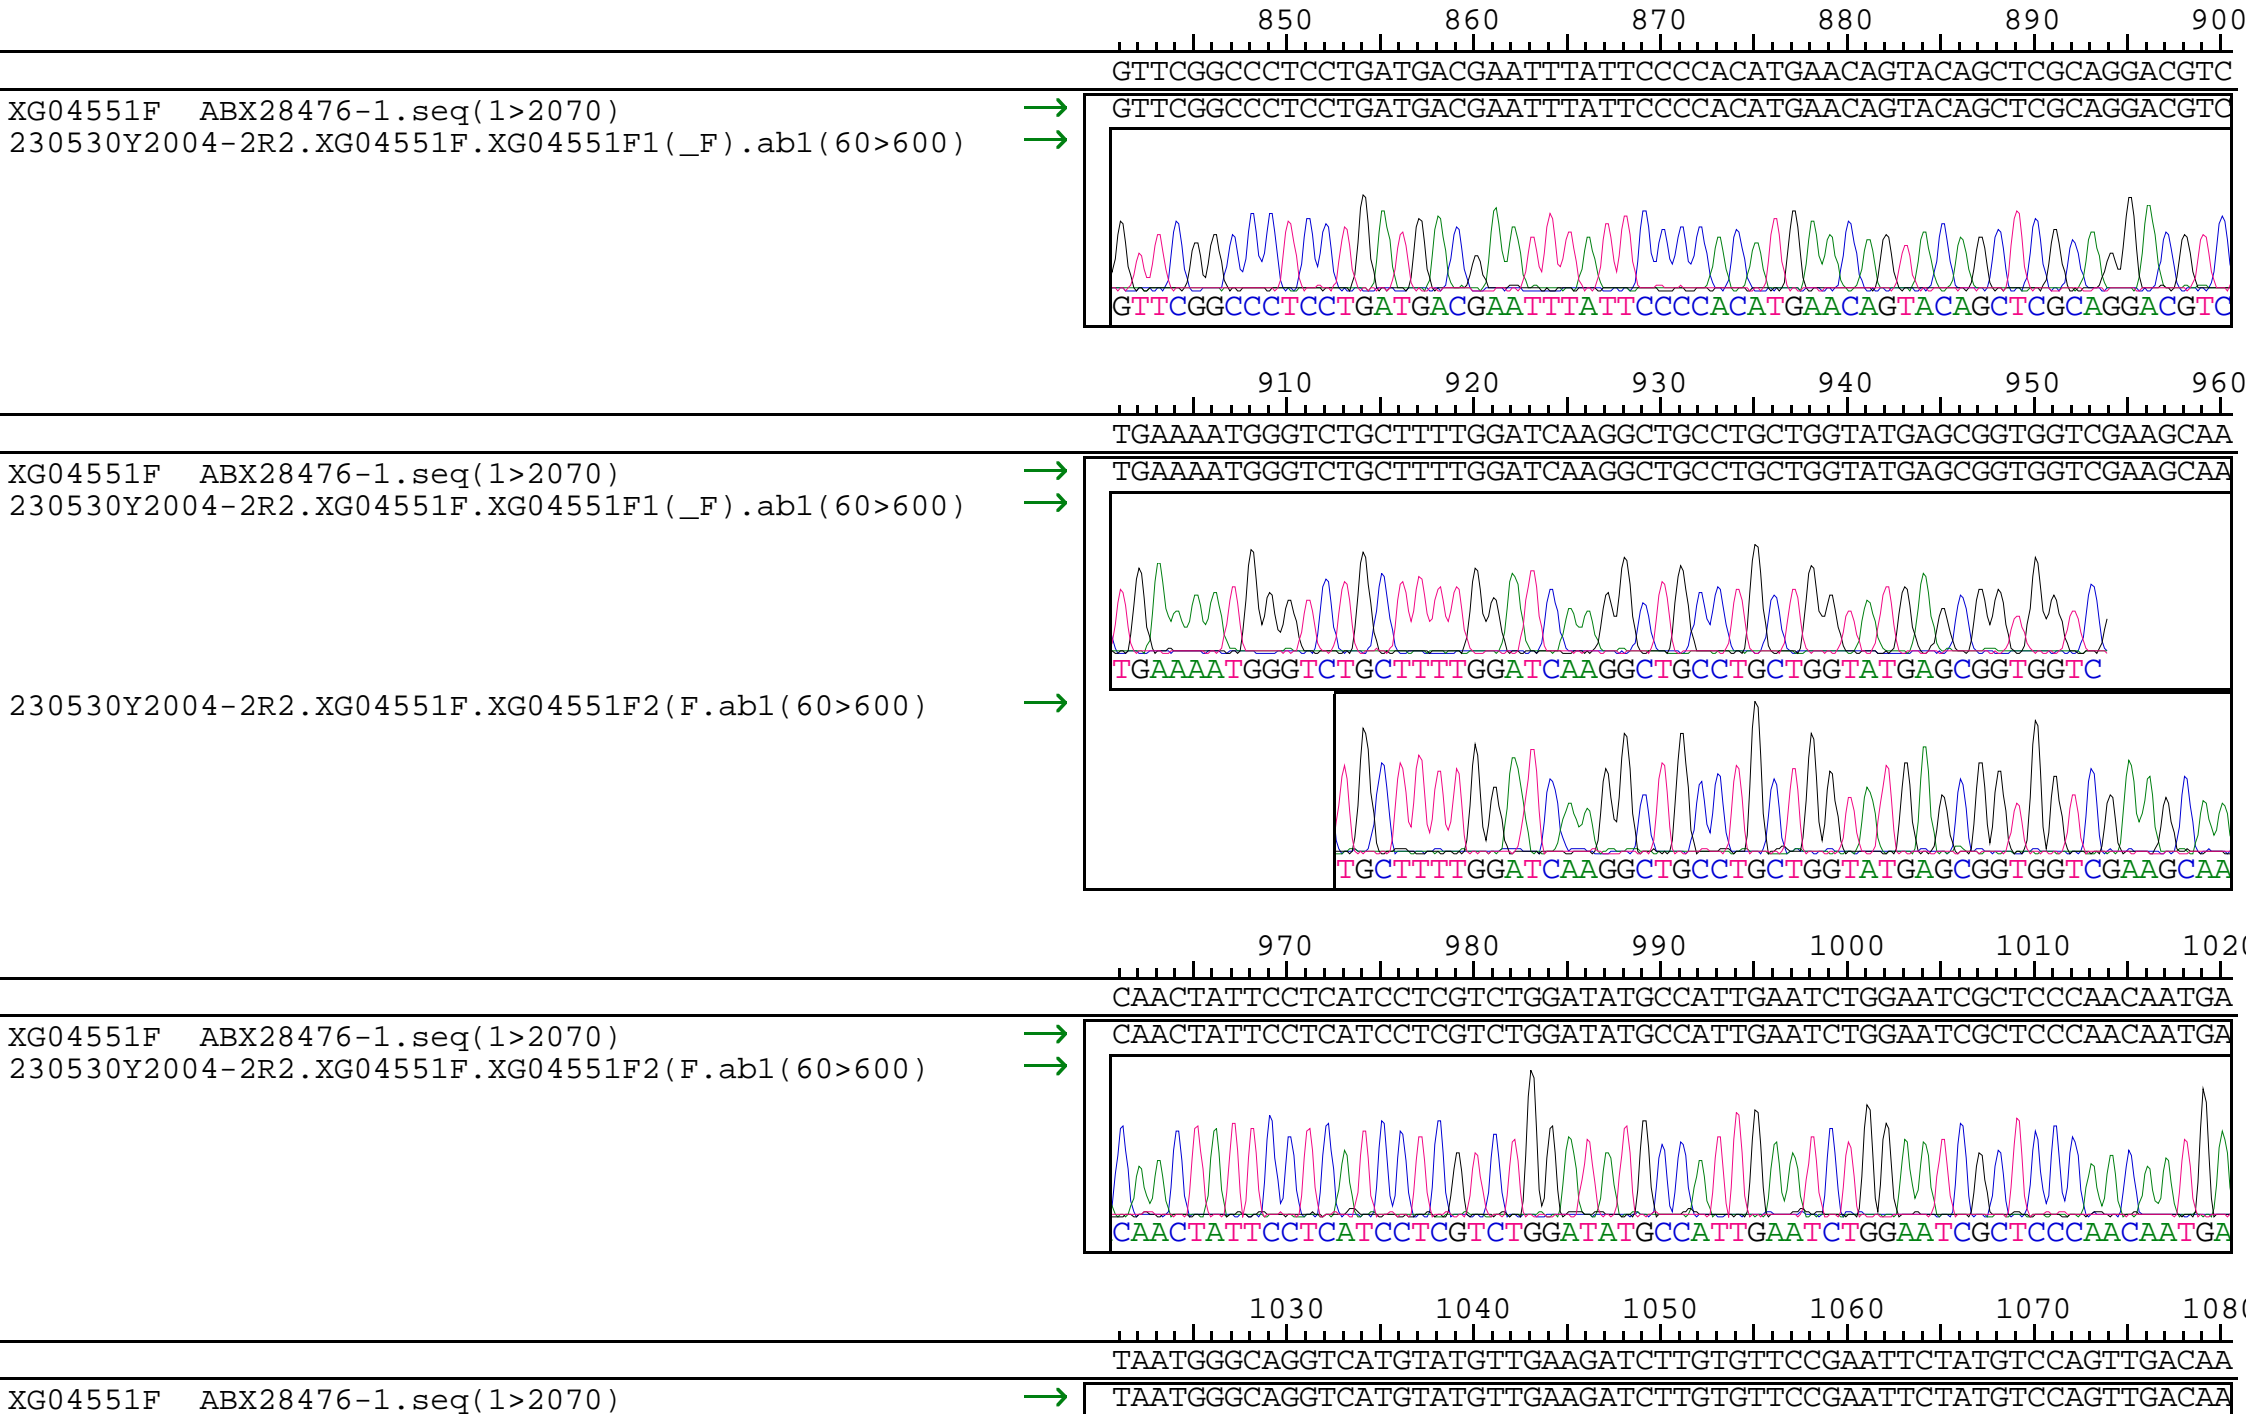 850 860 870 880 890 900
GTTCGGCCCTCCTGATGACGAATTTATTCCCCACATGAACAGTACAGCTCGCAGGACGTC
XG04551F ABX28476-1.seq(1>2070) → GTTCGGCCCTCCTGATGACGAATTTATTCCCCACATGAACAGTACAGCTCGCAGGACGTC
230530Y2004-2R2.XG04551F.XG04551F1(_F).ab1(60>600) →
GTTCGGCCCTCCTGATGACGAATTTATTCCCCACATGAACAGTACAGCTCGCAGGACGTC
910 920 930 940 950 960
TGAAAATGGGTCTGCTTTTGGATCAAGGCTGCCTGCTGGTATGAGCGGTGGTCGAAGCAA
XG04551F ABX28476-1.seq(1>2070) → TGAAAATGGGTCTGCTTTTGGATCAAGGCTGCCTGCTGGTATGAGCGGTGGTCGAAGCAA
230530Y2004-2R2.XG04551F.XG04551F1(_F).ab1(60>600) →
TGAAAATGGGTCTGCTTTTGGATCAAGGCTGCCTGCTGGTATGAGCGGTGGTC
230530Y2004-2R2.XG04551F.XG04551F2(F.ab1(60>600) →
TGCTTTTGGATCAAGGCTGCCTGCTGGTATGAGCGGTGGTCGAAGCAA
970 980 990 1000 1010 1020
CAACTATTCCTCATCCTCGTCTGGATATGCCATTGAATCTGGAATCGCTCCCAACAATGA
XG04551F ABX28476-1.seq(1>2070) → CAACTATTCCTCATCCTCGTCTGGATATGCCATTGAATCTGGAATCGCTCCCAACAATGA
230530Y2004-2R2.XG04551F.XG04551F2(F.ab1(60>600) →
CAACTATTCCTCATCCTCGTCTGGATATGCCATTGAATCTGGAATCGCTCCCAACAATGA
1030 1040 1050 1060 1070 1080
TAATGGGCAGGTCATGTATGTTGAAGATCTTGTGTTCCGAATTCTATGTCCAGTTGACAA
XG04551F ABX28476-1.seq(1>2070) → TAATGGGCAGGTCATGTATGTTGAAGATCTTGTGTTCCGAATTCTATGTCCAGTTGACAA